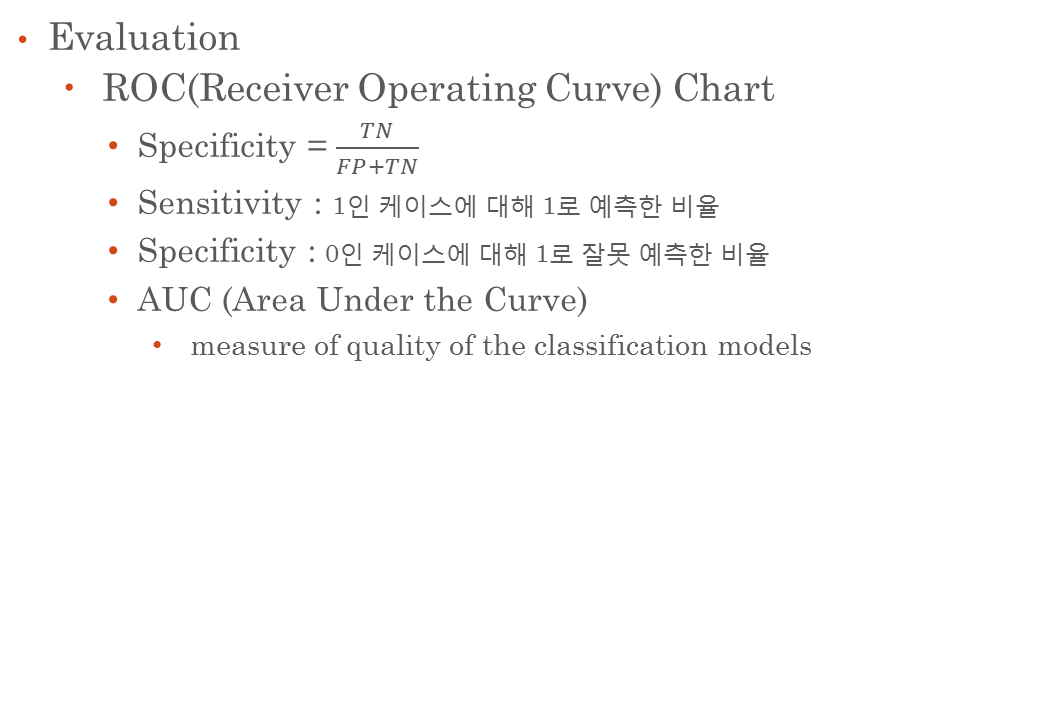 • Evaluation
• ROC(Receiver Operating Curve) Chart
• Specificity = TN / FP+TN
• Sensitivity : 1인 케이스에 대해 1로 예측한 비율
• Specificity : 0인 케이스에 대해 1로 잘못 예측한 비율
• AUC (Area Under the Curve)
• measure of quality of the classification models